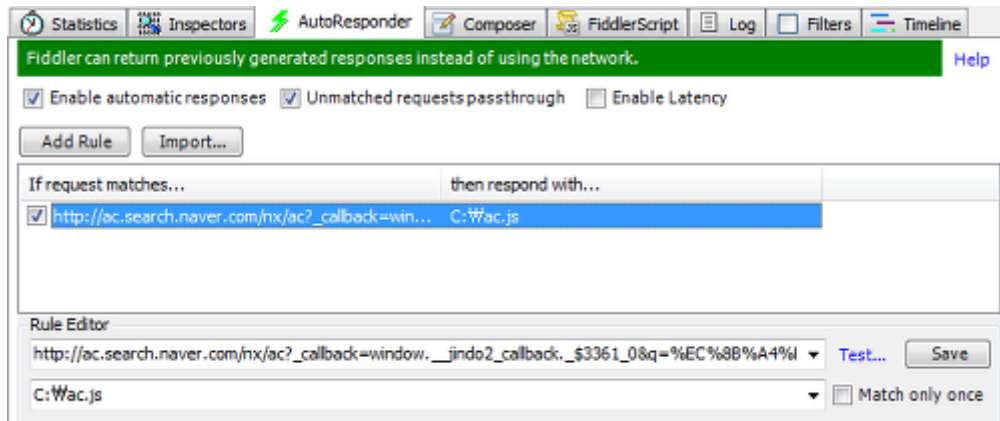 Statistics Inspectors AutoResponder Composer FiddlerScript Log Filters Timeline
Fiddler can return previously generated responses instead of using the network. Help
Enable automatic responses Unmatched requests passthrough Enable Latency
Add Rule Import...
If request matches... then respond with...
http://ac.search.naver.com/nx/ac?_callback=win... C:₩ac.js
Rule Editor
http://ac.search.naver.com/nx/ac?_callback=window.__jindo2_callback._$3361_0&q=%EC%8B%A4%I Test... Save
C:₩ac.js Match only once